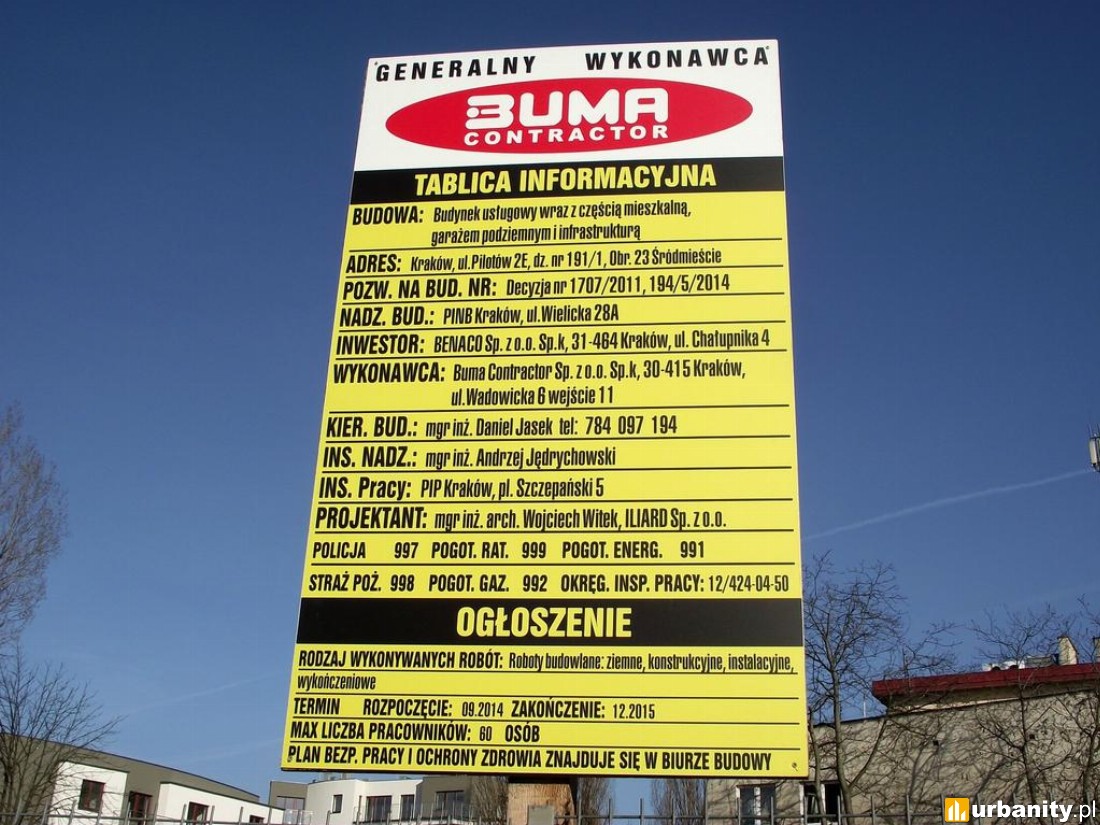 GENERALNY WYKONAWCA
BUMA
CONTRACTOR
TABLICA INFORMACYJNA
BUDOWA: Budynek usługowy wraz z częścią mieszkalną,
garażem podziemnym i infrastrukturą
ADRES: Kraków, ul.Pilotów 2E, dz. nr 191/1, Obr. 23 Śródmieście
POZW. NA BUD. NR: Decyzja nr 1707/2011, 194/5/2014
NADZ. BUD.: PINB Kraków, ul.Wielicka 28A
INWESTOR: BENACO Sp. z o.o. Sp.k, 31-464 Kraków, ul. Chałupnika 4
WYKONAWCA: Buma Contractor Sp. z o.o. Sp.k, 30-415 Kraków,
ul.Wadowicka 6 wejście 11
KIER. BUD.: mgr inż. Daniel Jasek tel: 784 097 194
INS. NADZ.: mgr inż. Andrzej Jędrychowski
INS. Pracy: PIP Kraków, pl. Szczepański 5
PROJEKTANT: mgr inż. arch. Wojciech Witek, ILIARD Sp. z o.o.
POLICJA 997 POGOT. RAT. 999 POGOT. ENERG. 991
STRAŻ POŻ. 998 POGOT. GAZ. 992 OKRĘG. INSP. PRACY: 12/424-04-50
OGŁOSZENIE
RODZAJ WYKONYWANYCH ROBÓT: Roboty budowlane: ziemne, konstrukcyjne, instalacyjne,
wykończeniowe
TERMIN ROZPOCZĘCIE: 09.2014 ZAKOŃCZENIE: 12.2015
MAX LICZBA PRACOWNIKÓW: 60 OSÓB
PLAN BEZP. PRACY I OCHRONY ZDROWIA ZNAJDUJE SIĘ W BIURZE BUDOWY
urbanity.pl